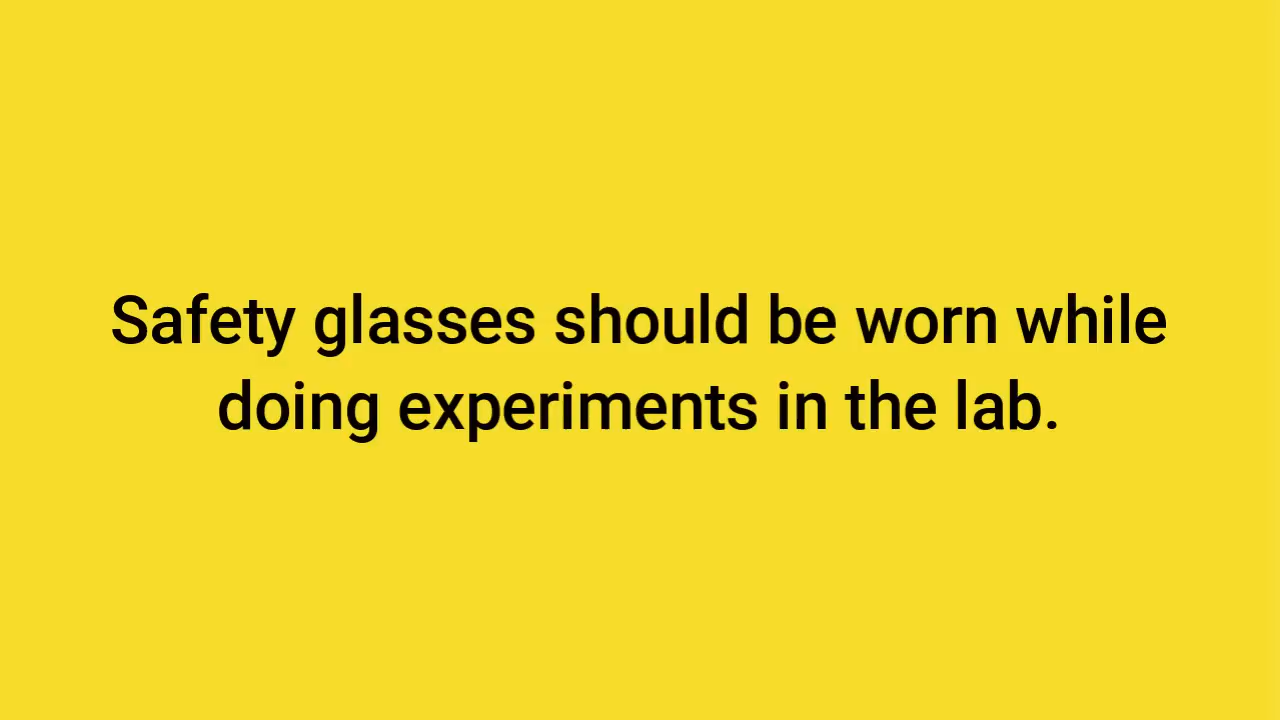 Safety glasses should be worn while
doing experiments in the lab.